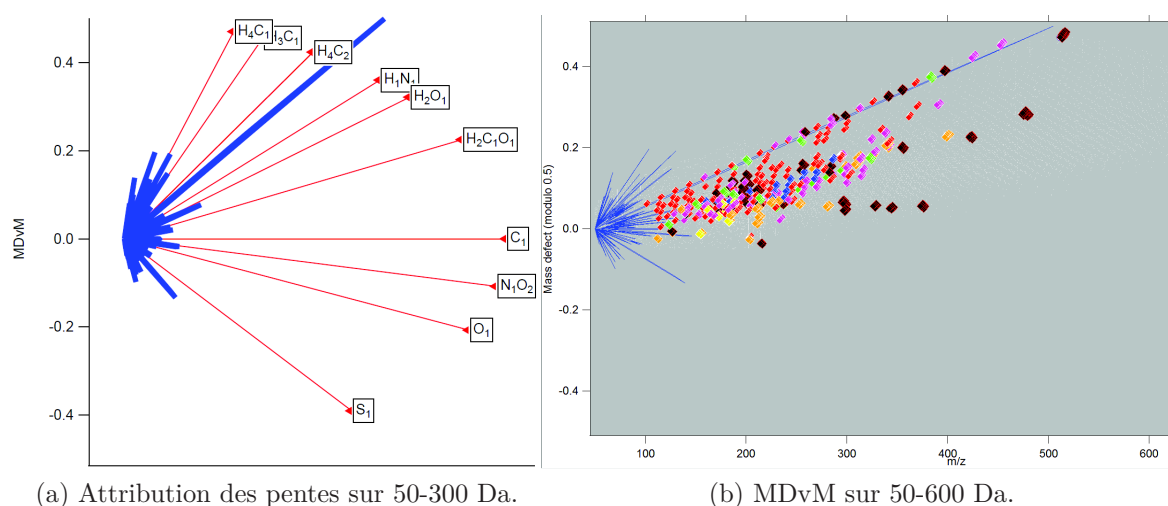 MDvM
0.4
0.2
0.0
-0.2
-0.4
H₄C₁
H₃C₁
H₄C₂
H₁N₁
H₂O₁
H₂C₁O₁
C₁
N₁O₂
O₁
S₁
Mass defect (modulo 0.5)
0.4
0.2
0.0
-0.2
-0.4
100
200
300
400
500
600
m/z
(a) Attribution des pentes sur 50-300 Da.
(b) MDvM sur 50-600 Da.